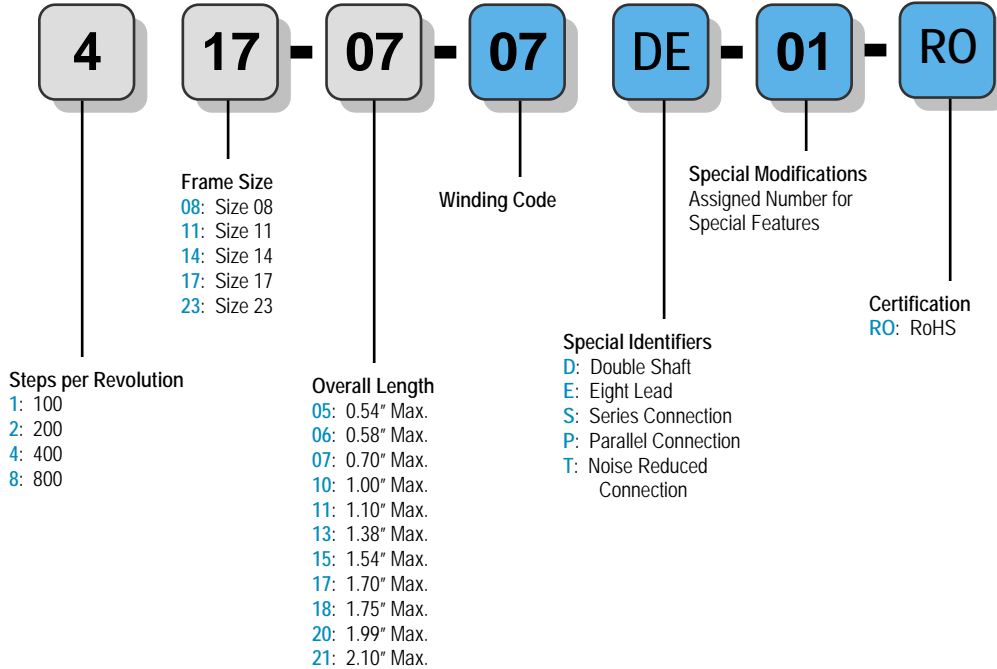 4 17 - 07 - 07 DE - 01 - RO
Steps per Revolution
1: 100
2: 200
4: 400
8: 800
Frame Size
08: Size 08
11: Size 11
14: Size 14
17: Size 17
23: Size 23
Overall Length
05: 0.54″ Max.
06: 0.58″ Max.
07: 0.70″ Max.
10: 1.00″ Max.
11: 1.10″ Max.
13: 1.38″ Max.
15: 1.54″ Max.
17: 1.70″ Max.
18: 1.75″ Max.
20: 1.99″ Max.
21: 2.10″ Max.
Winding Code
Special Identifiers
D: Double Shaft
E: Eight Lead
S: Series Connection
P: Parallel Connection
T: Noise Reduced
Connection
Special Modifications
Assigned Number for
Special Features
Certification
RO: RoHS